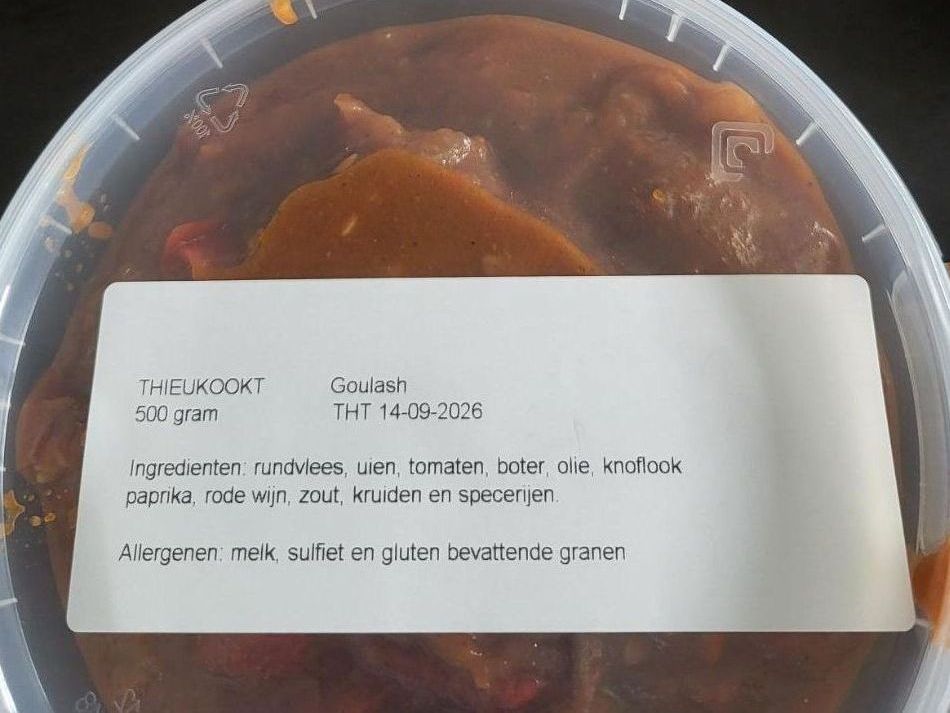 THIEUKOOKT Goulash
500 gram THT 14-09-2026
Ingredienten: rundvlees, uien, tomaten, boter, olie, knoflook
paprika, rode wijn, zout, kruiden en specerijen.
Allergenen: melk, sulfiet en gluten bevattende granen